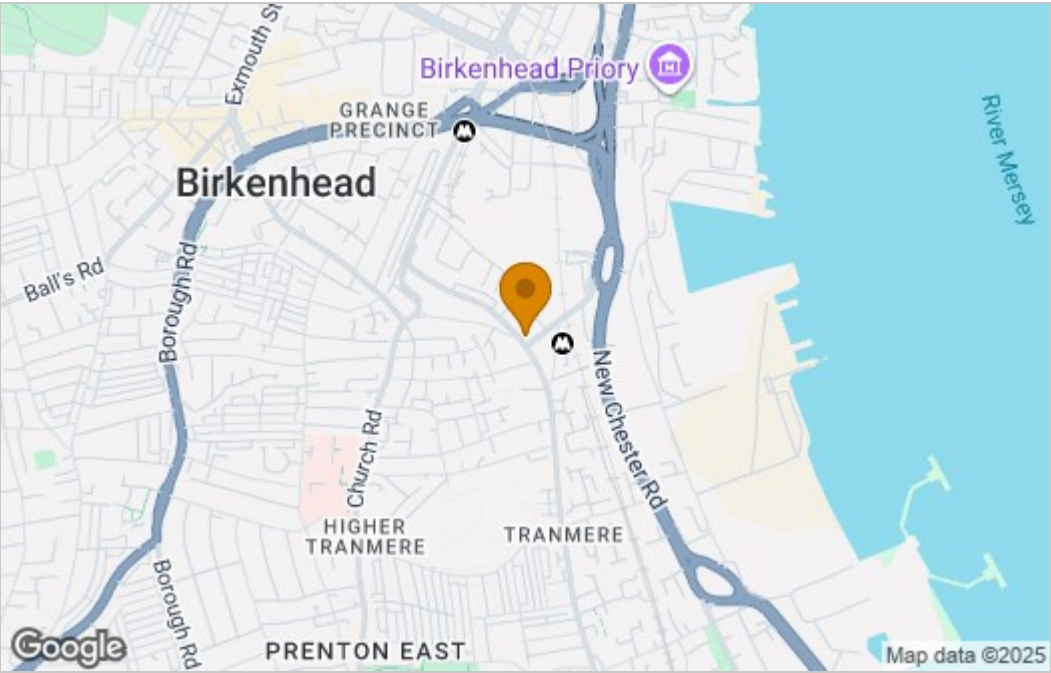 Exmouth St
Birkenhead Priory
GRANGE
PRECINCT
River Mersey
Birkenhead
Ball's Rd
Borough Rd
New Chester Rd
Church Rd
HIGHER
TRANMERE
TRANMERE
Borough Rd
PRENTON EAST
Google
Map data ©2025